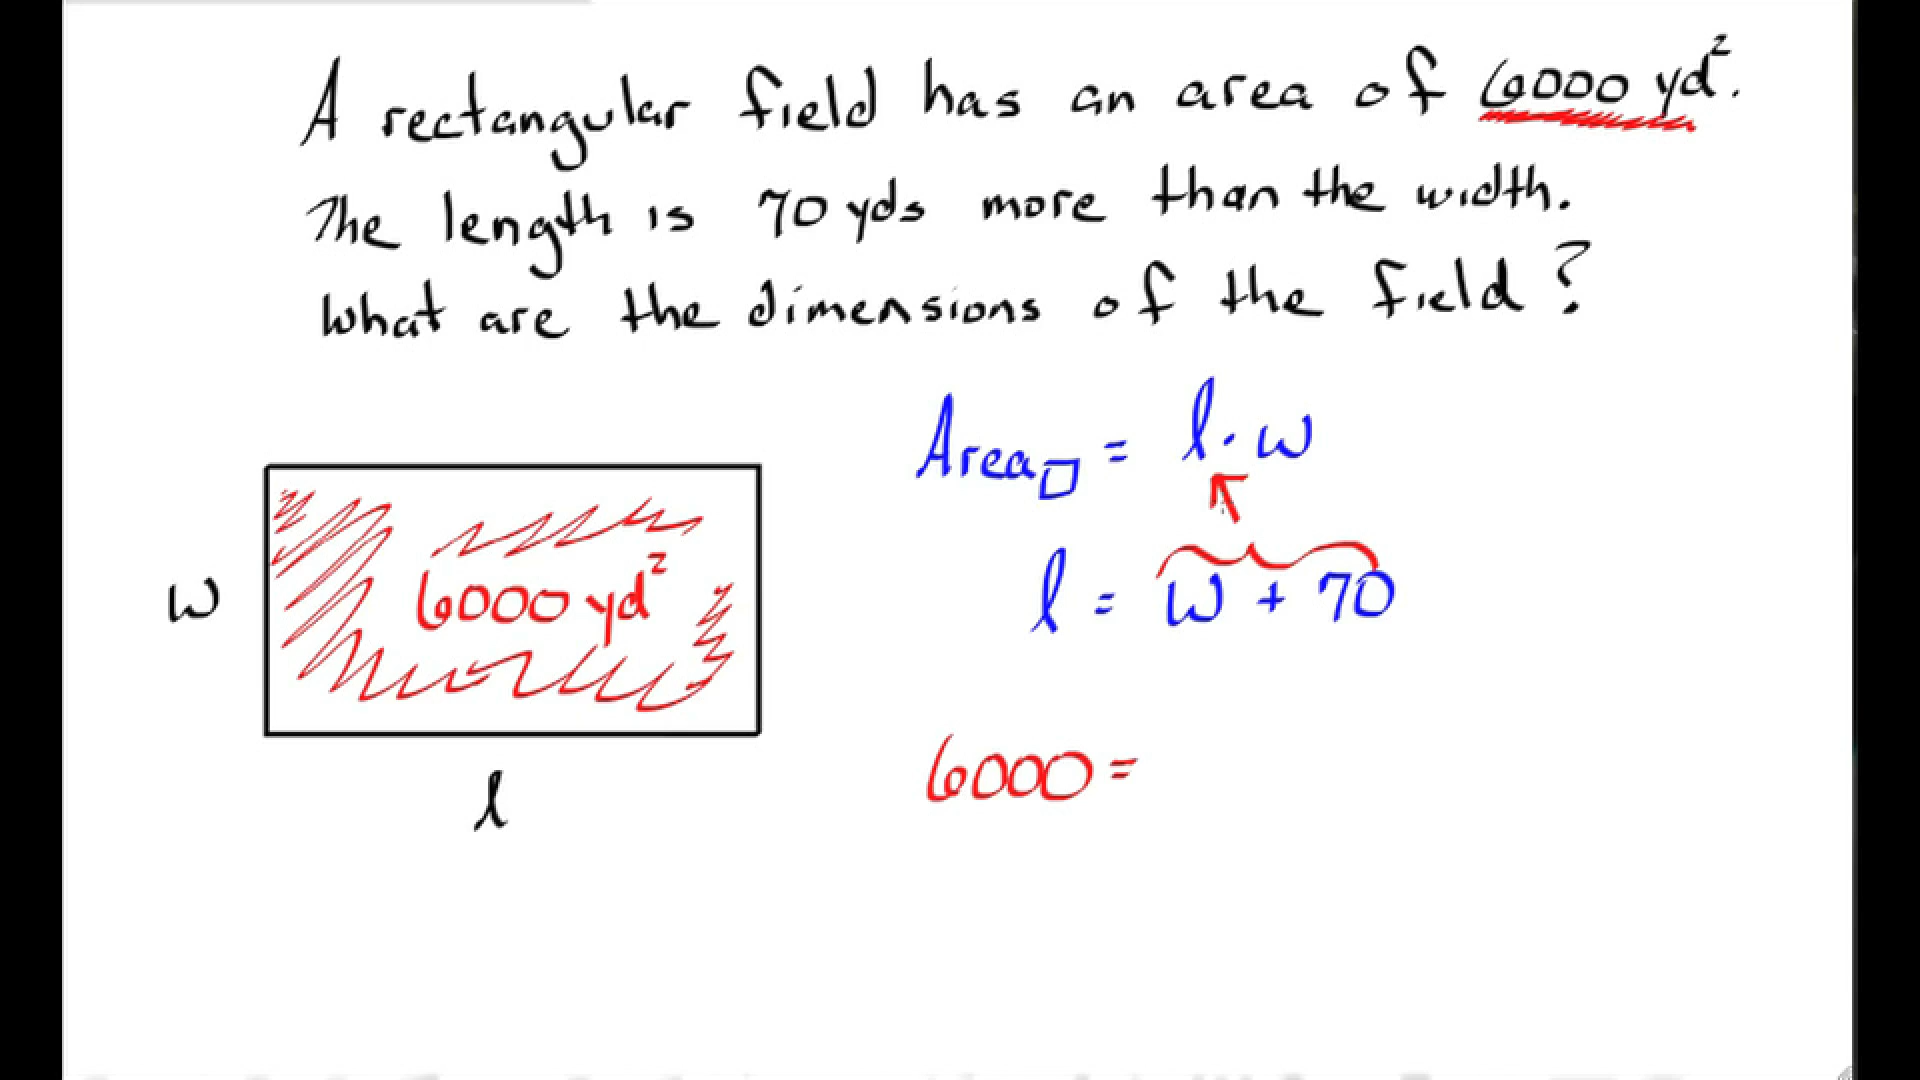 A rectangular field has an area of 6000 yd².
The length is 70 yds more than the width.
What are the dimensions of the field?
Area▱ = l · w
l = w + 70
w
6000 yd²
l
6000 =